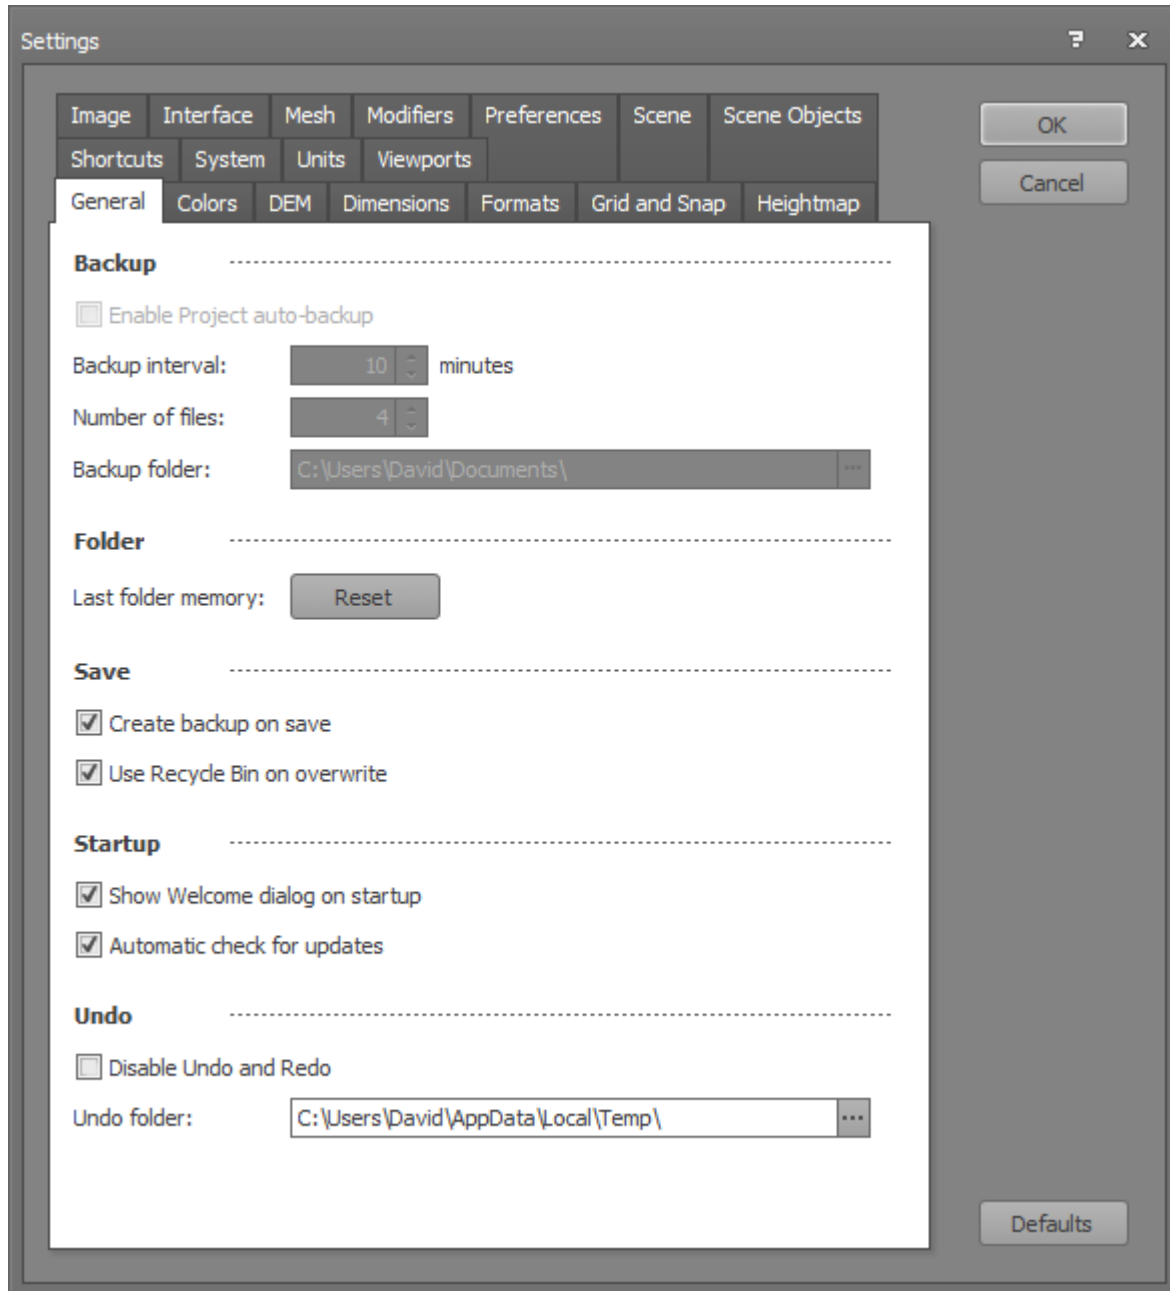 Settings
Image Interface Mesh Modifiers Preferences Scene Scene Objects
Shortcuts System Units Viewports
General Colors DEM Dimensions Formats Grid and Snap Heightmap
OK
Cancel
Backup
Enable Project auto-backup
Backup interval: 10 minutes
Number of files: 4
Backup folder: C:\Users\David\Documents\ ...
Folder
Last folder memory: Reset
Save
Create backup on save
Use Recycle Bin on overwrite
Startup
Show Welcome dialog on startup
Automatic check for updates
Undo
Disable Undo and Redo
Undo folder: C:\Users\David\AppData\Local\Temp\ ...
Defaults